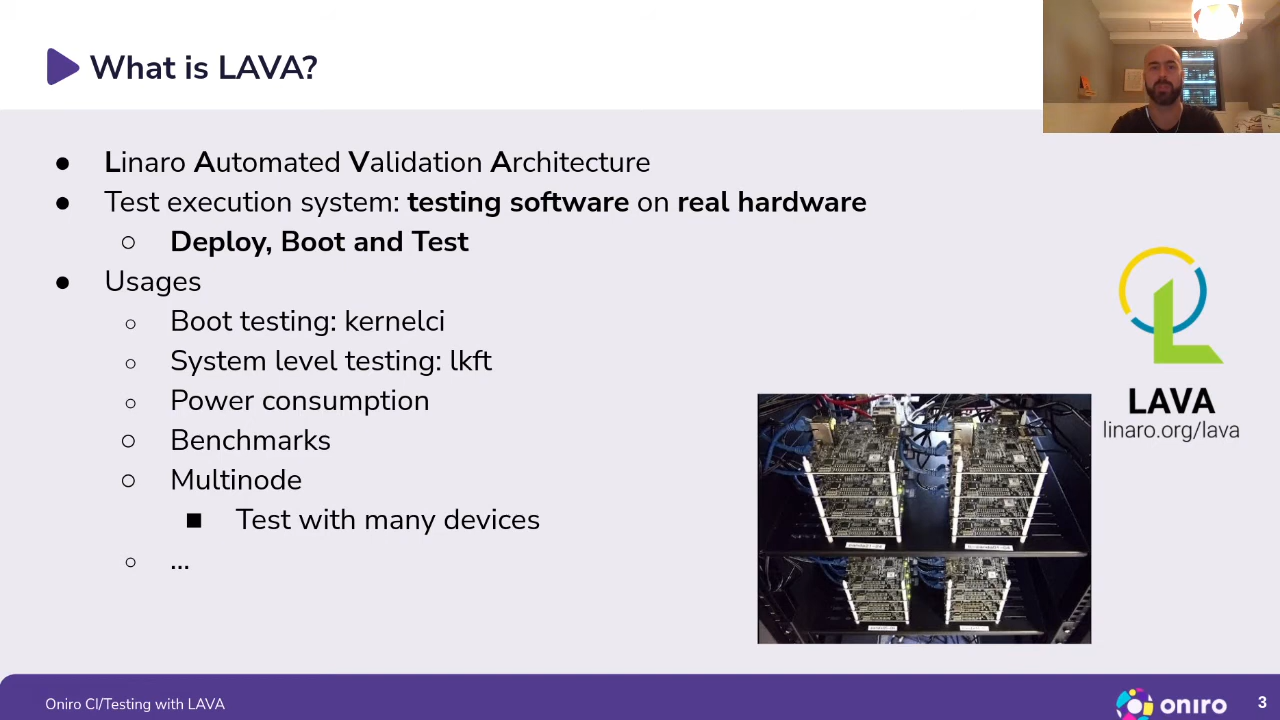 What is LAVA?
● Linaro Automated Validation Architecture
● Test execution system: testing software on real hardware
○ Deploy, Boot and Test
● Usages
○ Boot testing: kernelci
○ System level testing: lkft
○ Power consumption
○ Benchmarks
○ Multinode
■ Test with many devices
○ ...
LAVA
linaro.org/lava
Oniro CI/Testing with LAVA
oniro
3